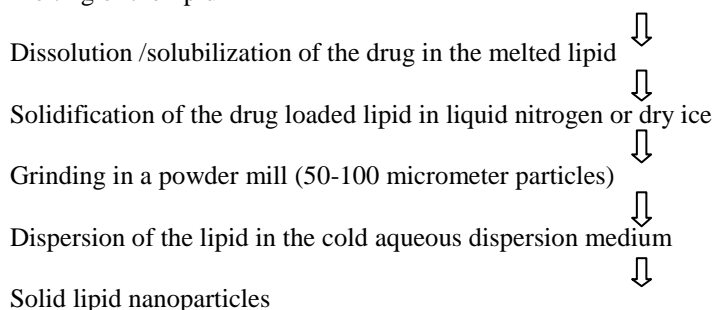 Dissolution /solubilization of the drug in the melted lipid
Solidification of the drug loaded lipid in liquid nitrogen or dry ice
Grinding in a powder mill (50-100 micrometer particles)
Dispersion of the lipid in the cold aqueous dispersion medium
Solid lipid nanoparticles